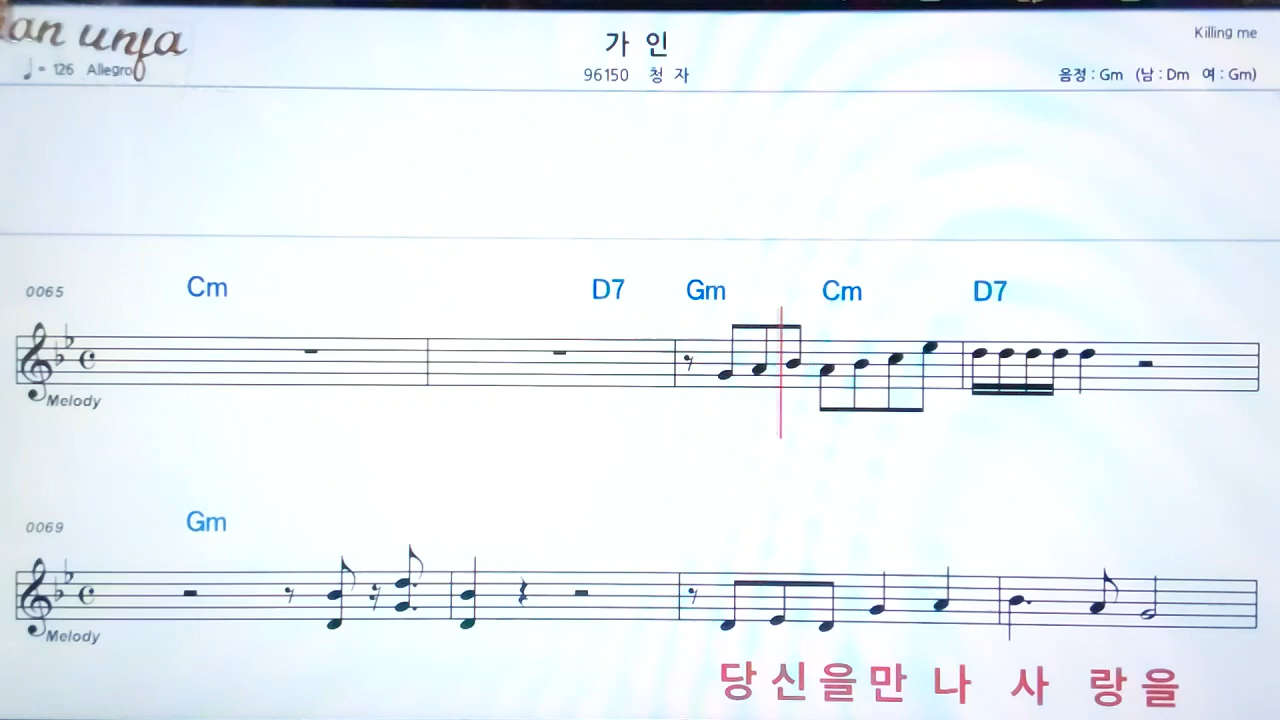 an unfa
가 인
Killing me
♩= 126 Allegro
96150 청 자
음정 : Gm (남 : Dm 여 : Gm)
0065 Cm D7 Gm Cm D7
Melody
0069 Gm
Melody
당 신 을 만 나 사 랑 을